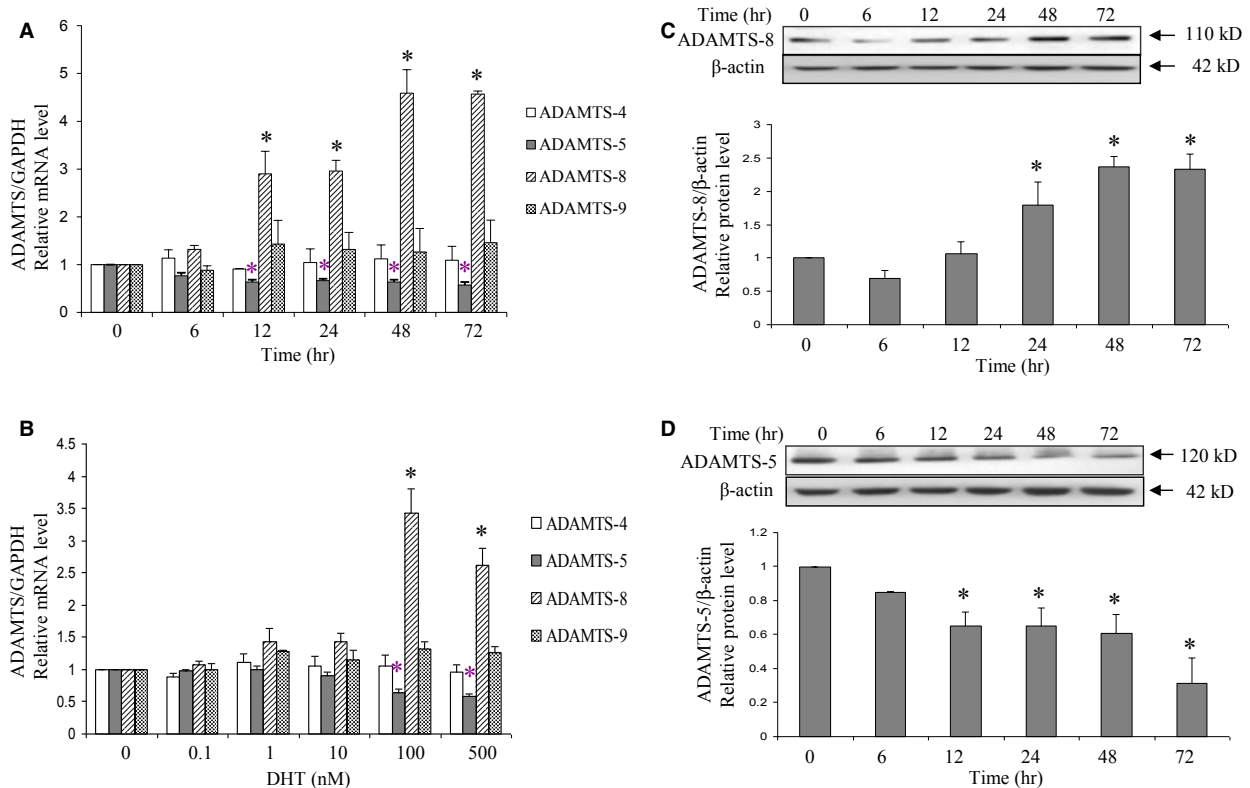 A
ADAMTS/GAPDH
Relative mRNA level
6
5
4
3
2
1
0
* * * *
* * * *
0 6 12 24 48 72
Time (hr)
ADAMTS-4
ADAMTS-5
ADAMTS-8
ADAMTS-9
B
ADAMTS/GAPDH
Relative mRNA level
4.5
4
3.5
3
2.5
2
1.5
1
0.5
0
* *
* *
0 0.1 1 10 100 500
DHT (nM)
ADAMTS-4
ADAMTS-5
ADAMTS-8
ADAMTS-9
C
Time (hr) 0 6 12 24 48 72
ADAMTS-8 110 kD
β-actin 42 kD
ADAMTS-8/β-actin
Relative protein level
3
2.5
2
1.5
1
0.5
0
* * *
0 6 12 24 48 72
Time (hr)
D
Time (hr) 0 6 12 24 48 72
ADAMTS-5 120 kD
β-actin 42 kD
ADAMTS-5/β-actin
Relative protein level
1.2
1
0.8
0.6
0.4
0.2
0
* * * *
0 6 12 24 48 72
Time (hr)